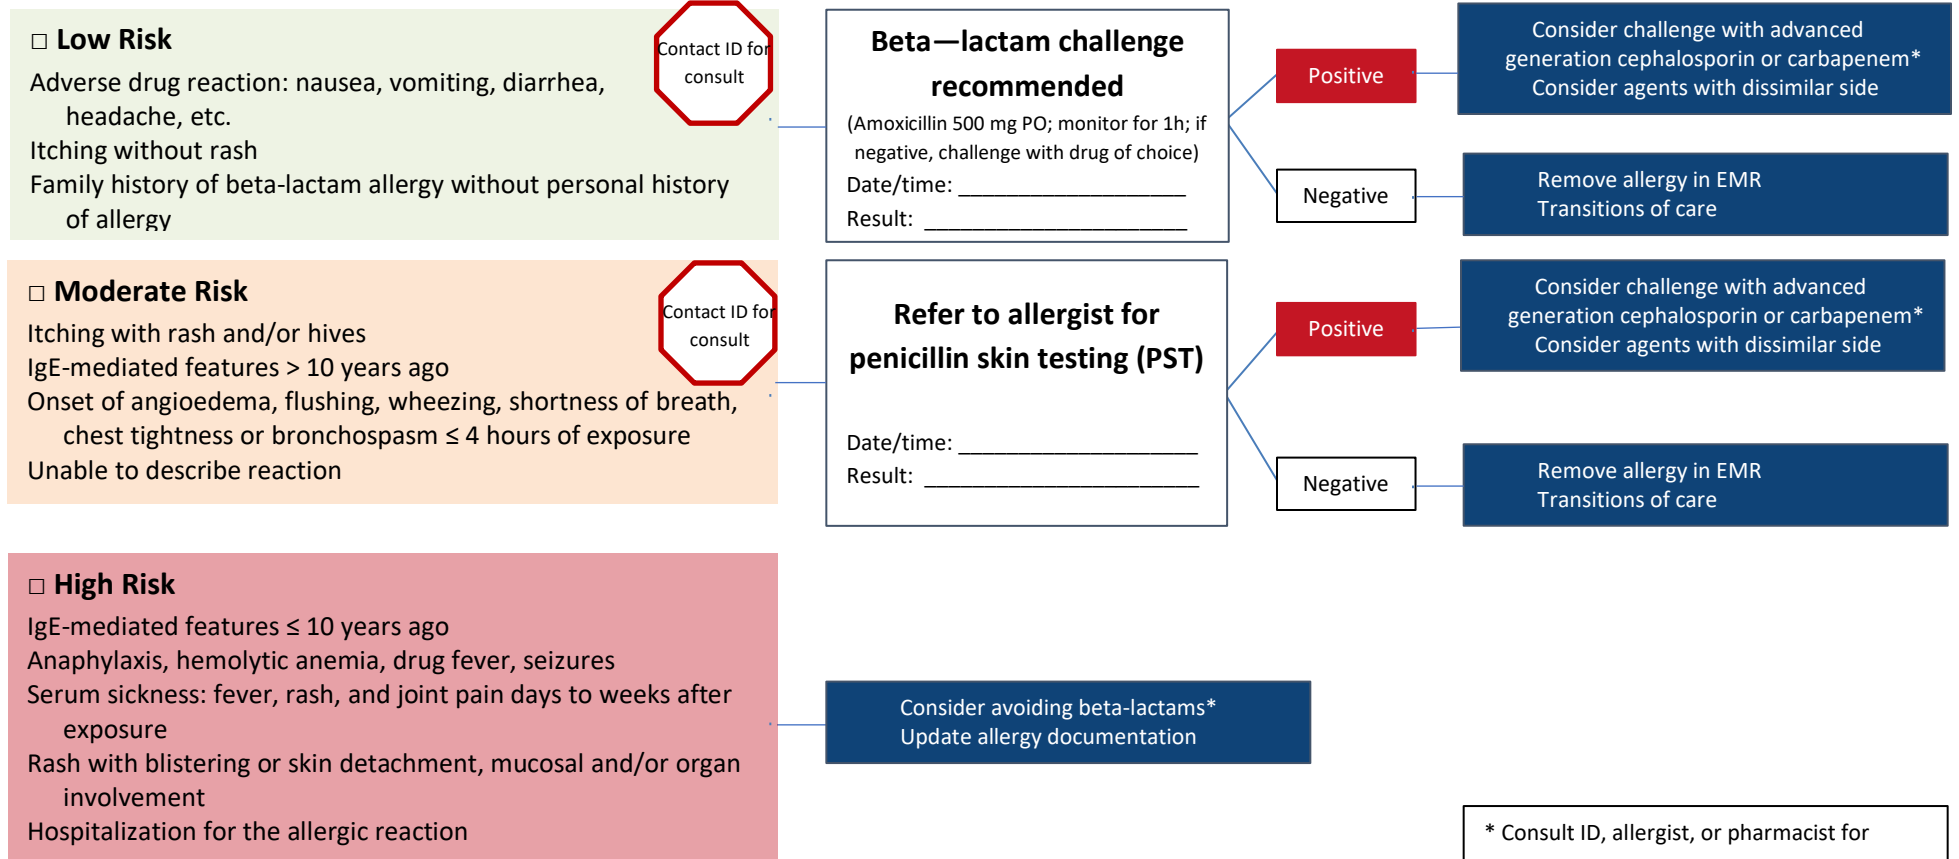 □ Low Risk
Adverse drug reaction: nausea, vomiting, diarrhea,
headache, etc.
Itching without rash
Family history of beta-lactam allergy without personal history
of allergy
Contact ID for
consult
Beta—lactam challenge
recommended
(Amoxicillin 500 mg PO; monitor for 1h; if
negative, challenge with drug of choice)
Date/time: ___________________
Result: ______________________
Positive
Consider challenge with advanced
generation cephalosporin or carbapenem*
Consider agents with dissimilar side
Negative
Remove allergy in EMR
Transitions of care
□ Moderate Risk
Itching with rash and/or hives
IgE-mediated features > 10 years ago
Onset of angioedema, flushing, wheezing, shortness of breath,
chest tightness or bronchospasm ≤ 4 hours of exposure
Unable to describe reaction
Contact ID for
consult
Refer to allergist for
penicillin skin testing (PST)
Date/time: ____________________
Result: _______________________
Positive
Consider challenge with advanced
generation cephalosporin or carbapenem*
Consider agents with dissimilar side
Negative
Remove allergy in EMR
Transitions of care
□ High Risk
IgE-mediated features ≤ 10 years ago
Anaphylaxis, hemolytic anemia, drug fever, seizures
Serum sickness: fever, rash, and joint pain days to weeks after
exposure
Rash with blistering or skin detachment, mucosal and/or organ
involvement
Hospitalization for the allergic reaction
Consider avoiding beta-lactams*
Update allergy documentation
* Consult ID, allergist, or pharmacist for